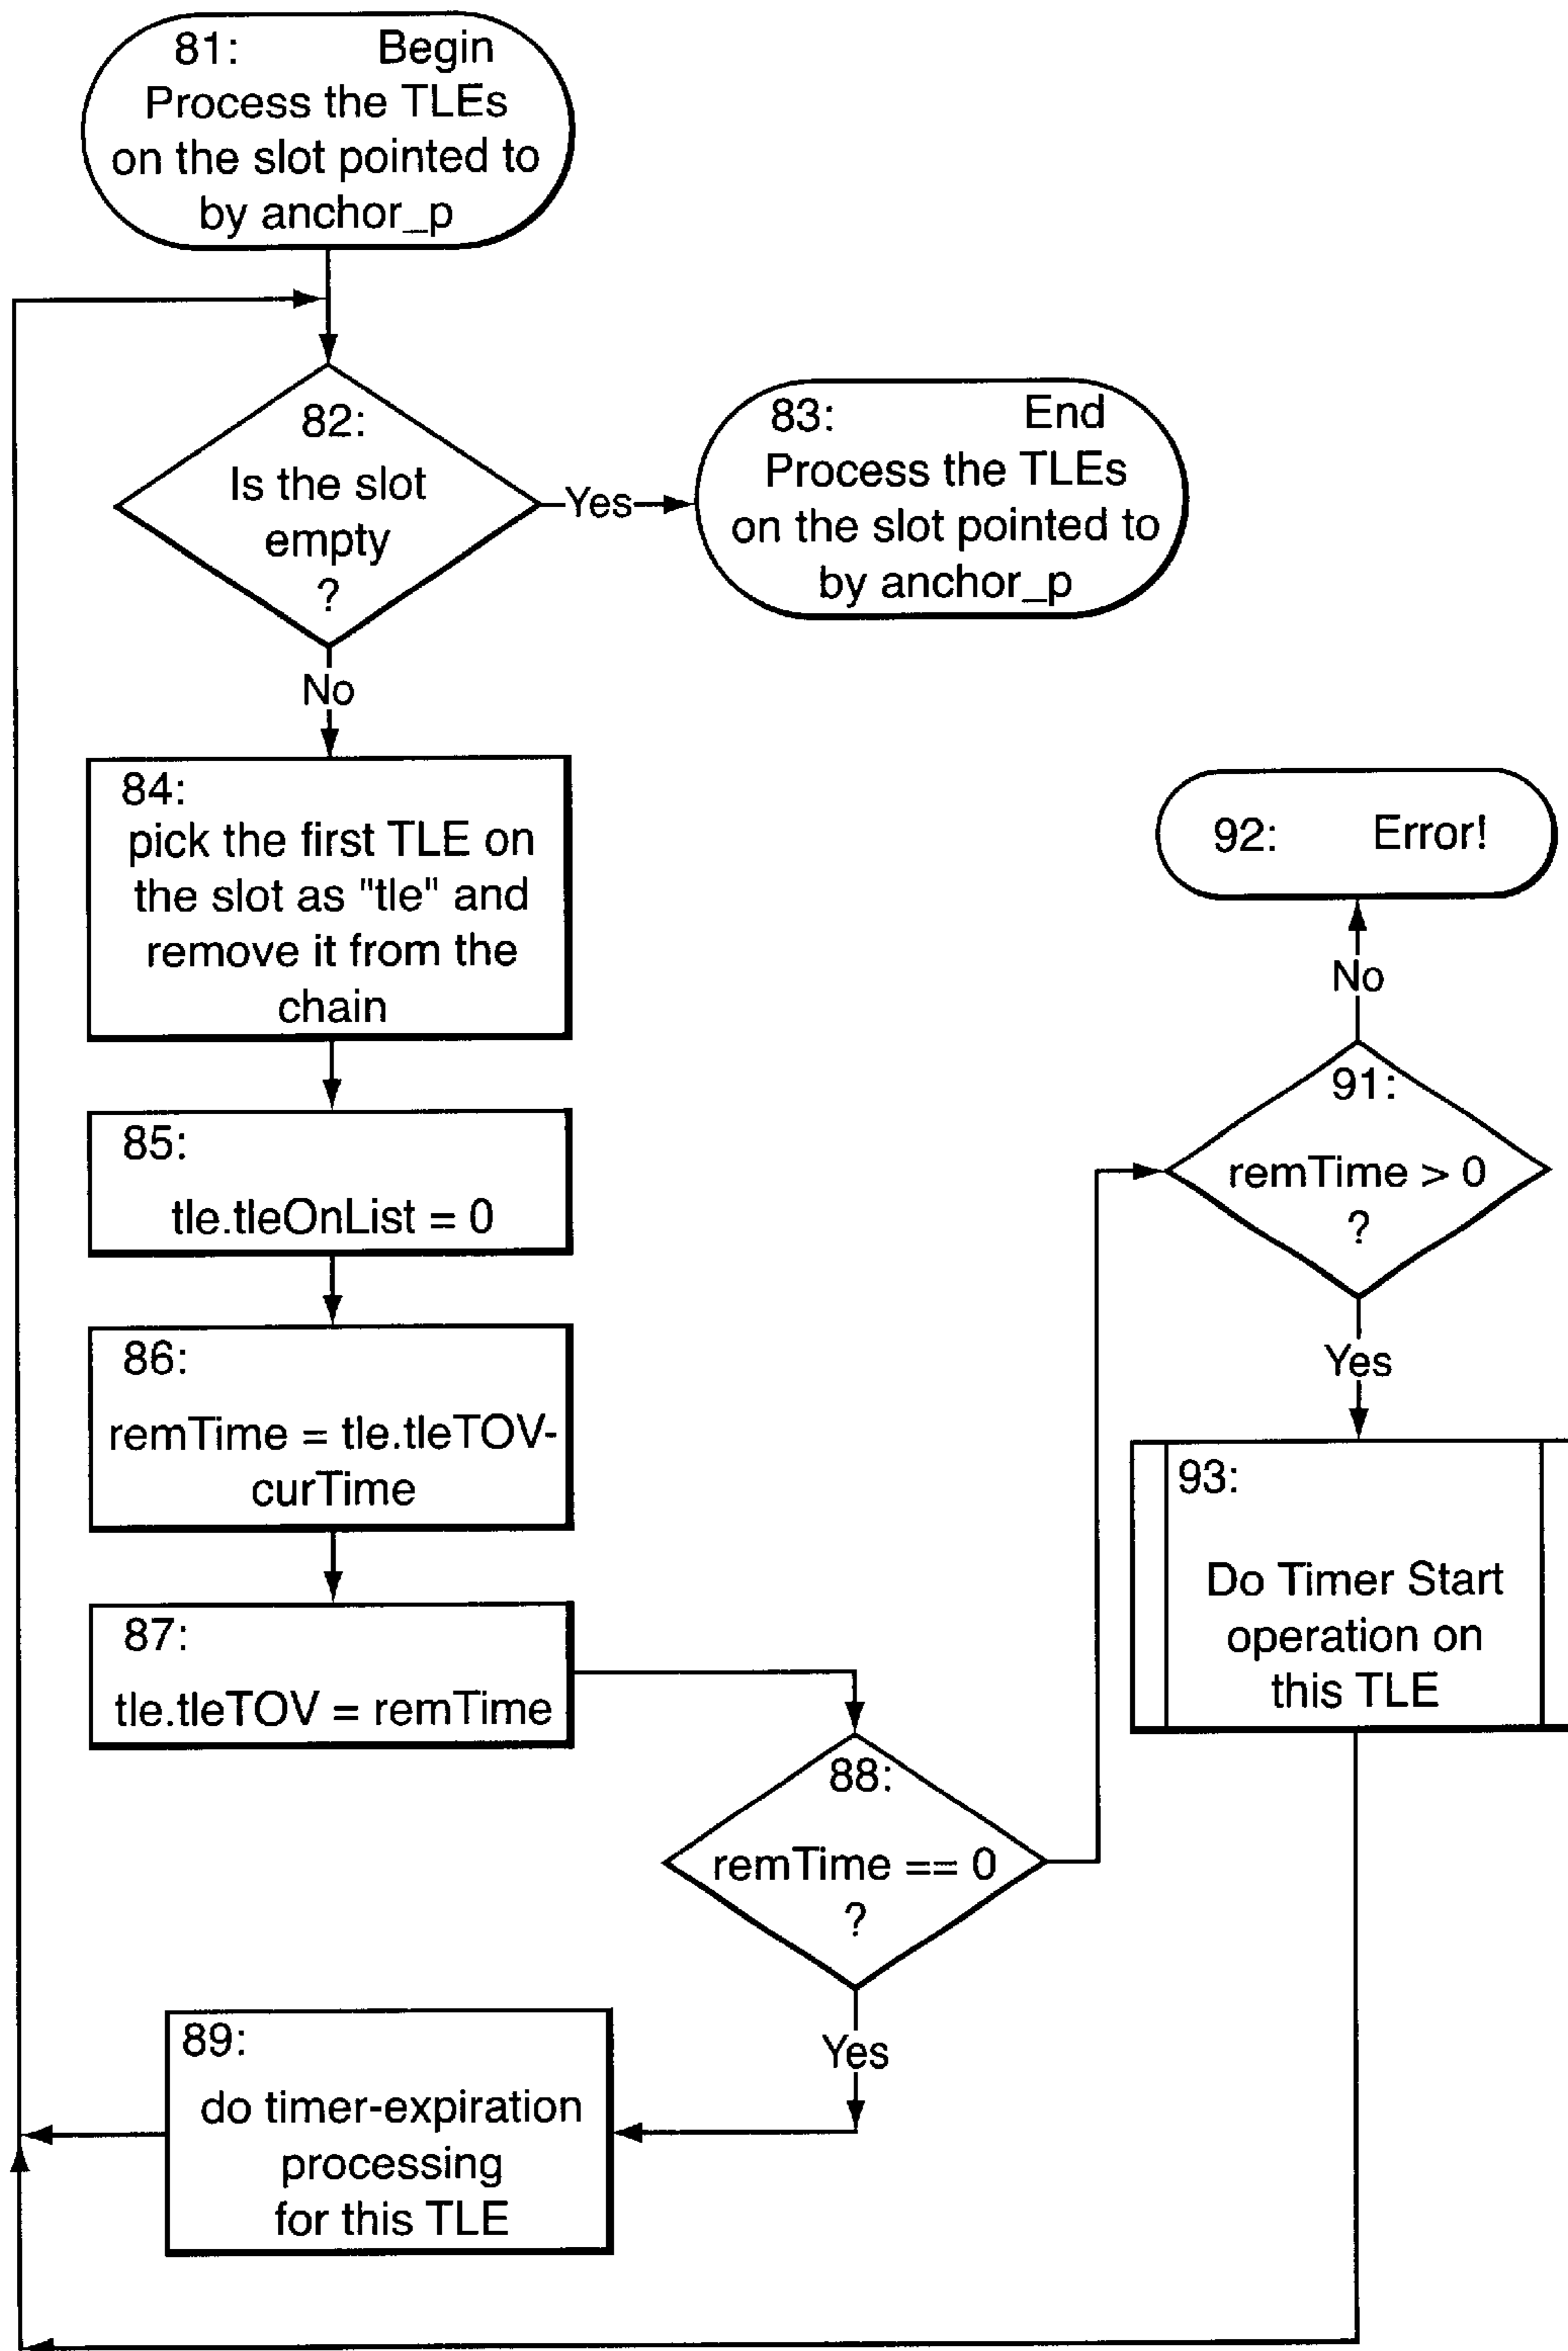 81: Begin
Process the TLEs
on the slot pointed to
by anchor_p
82:
Is the slot
empty
?
Yes
83: End
Process the TLEs
on the slot pointed to
by anchor_p
No
84:
pick the first TLE on
the slot as "tle" and
remove it from the
chain
85:
tle.tleOnList = 0
86:
remTime = tle.tleTOV-
curTime
87:
tle.tleTOV = remTime
88:
remTime == 0
?
Yes
89:
do timer-expiration
processing
for this TLE
92: Error!
No
91:
remTime > 0
?
Yes
93:
Do Timer Start
operation on
this TLE